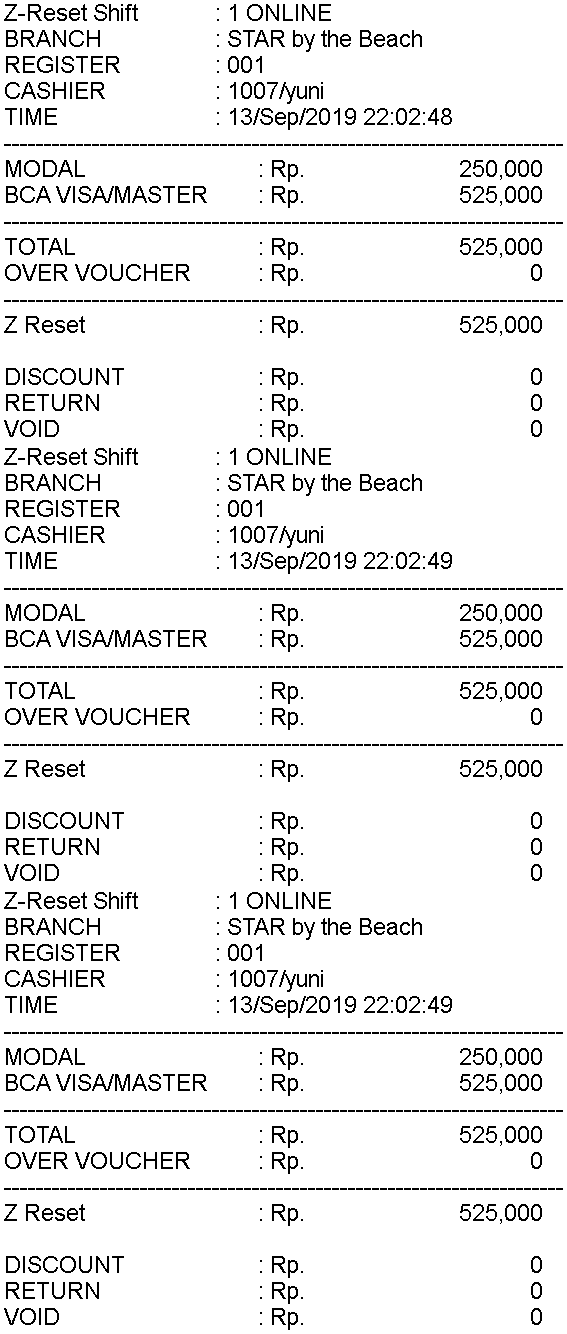 Z-Reset Shift : 1 ONLINE
BRANCH : STAR by the Beach
REGISTER : 001
CASHIER : 1007/yuni
TIME : 13/Sep/2019 22:02:48
MODAL : Rp. 250,000
BCA VISA/MASTER : Rp. 525,000
TOTAL : Rp. 525,000
OVER VOUCHER : Rp. 0
Z Reset : Rp. 525,000
DISCOUNT : Rp. 0
RETURN : Rp. 0
VOID : Rp. 0
Z-Reset Shift : 1 ONLINE
BRANCH : STAR by the Beach
REGISTER : 001
CASHIER : 1007/yuni
TIME : 13/Sep/2019 22:02:49
MODAL : Rp. 250,000
BCA VISA/MASTER : Rp. 525,000
TOTAL : Rp. 525,000
OVER VOUCHER : Rp. 0
Z Reset : Rp. 525,000
DISCOUNT : Rp. 0
RETURN : Rp. 0
VOID : Rp. 0
Z-Reset Shift : 1 ONLINE
BRANCH : STAR by the Beach
REGISTER : 001
CASHIER : 1007/yuni
TIME : 13/Sep/2019 22:02:49
MODAL : Rp. 250,000
BCA VISA/MASTER : Rp. 525,000
TOTAL : Rp. 525,000
OVER VOUCHER : Rp. 0
Z Reset : Rp. 525,000
DISCOUNT : Rp. 0
RETURN : Rp. 0
VOID : Rp. 0